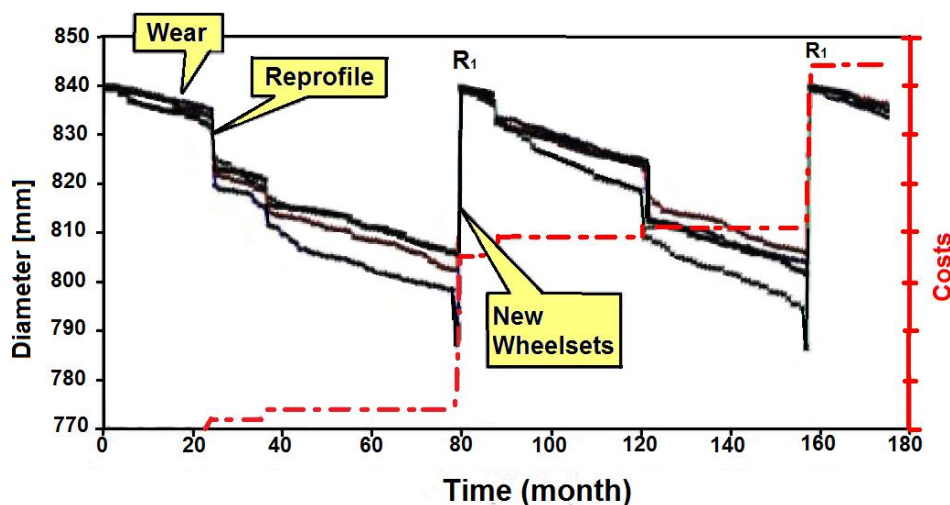 850
840
830
820
810
800
790
780
770
Diameter [mm]
Wear
Reprofile
R₁
R₁
New
Wheelsets
Costs
0
20
40
60
80
100
120
140
160
180
Time (month)